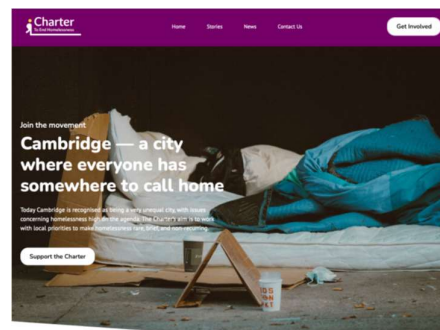 Charter
To End Homelessness
Home Stories News Contact Us
Get Involved
Join the movement
Cambridge — a city
where everyone has
somewhere to call home
Today Cambridge is recognised as being a very unequal city, with issues
concerning homelessness high on the agenda. The Charter's aim is to work
with local priorities to make homelessness rare, brief and non-recurring.
Support the Charter